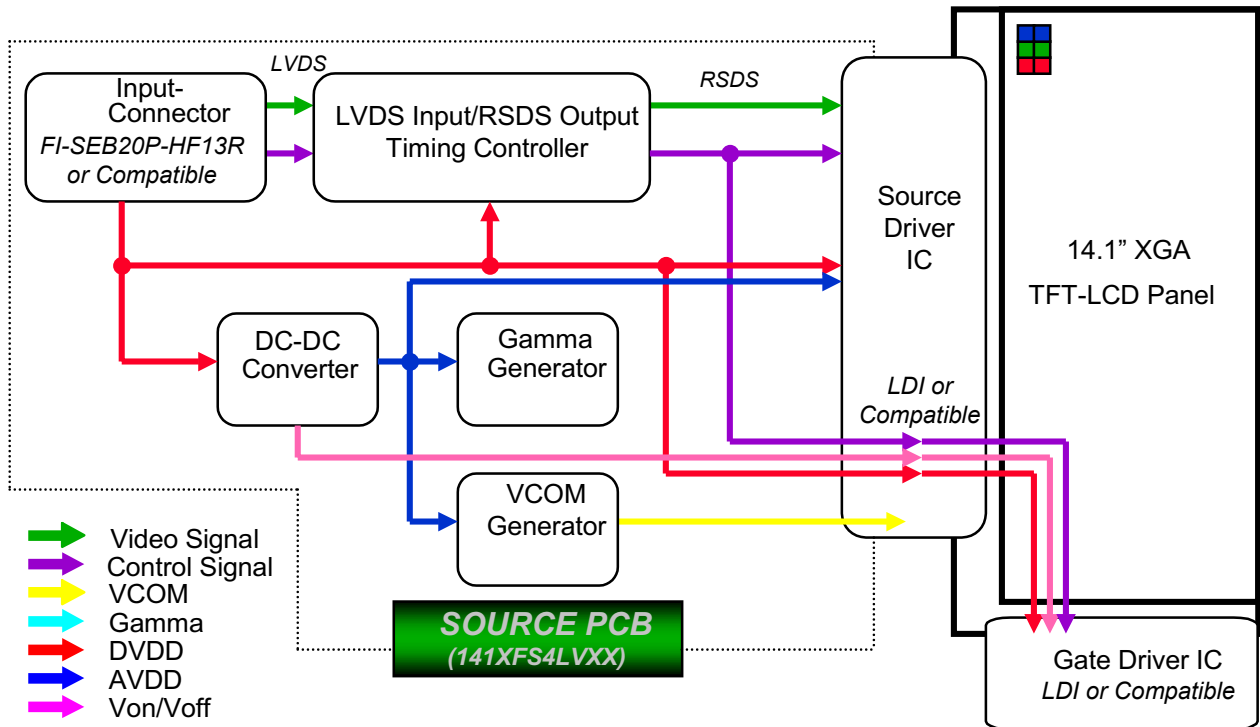 LVDS
RSDS
Input-
Connector
FI-SEB20P-HF13R
or Compatible
LVDS Input/RSDS Output
Timing Controller
Source
Driver
IC
14.1” XGA
TFT-LCD Panel
DC-DC
Converter
Gamma
Generator
LDI or
Compatible
VCOM
Generator
Video Signal
Control Signal
VCOM
Gamma
DVDD
AVDD
Von/Voff
SOURCE PCB
(141XFS4LVXX)
Gate Driver IC
LDI or Compatible